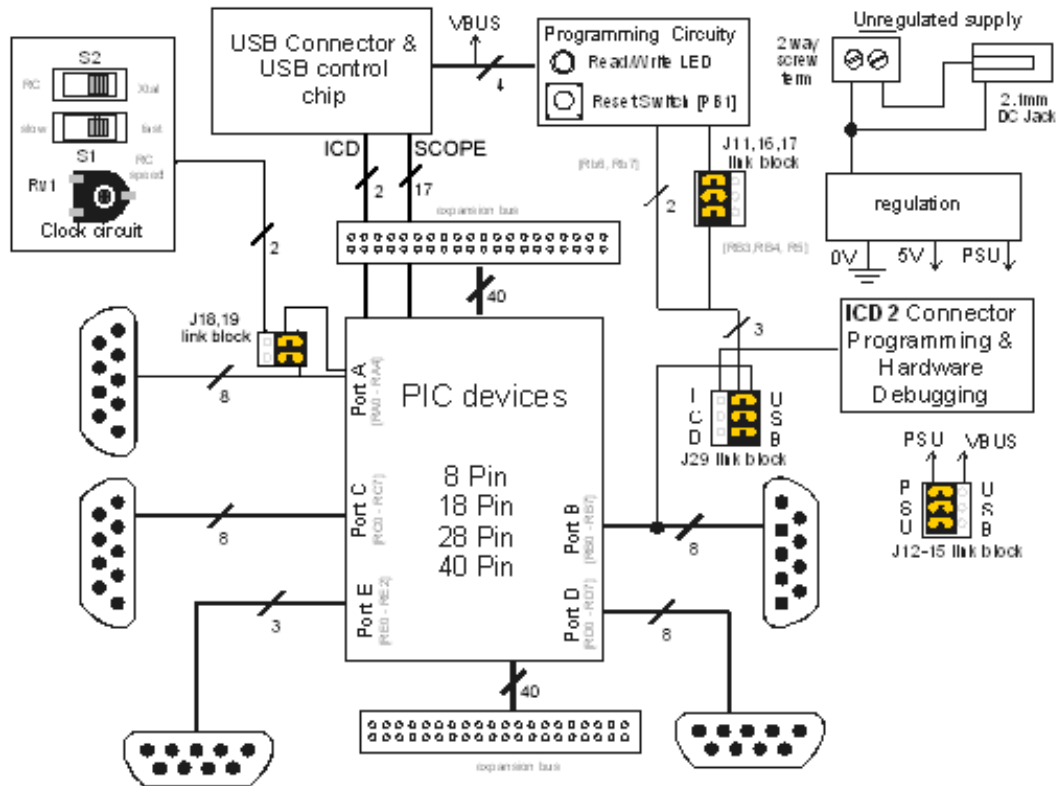 S2
RC
Xtal
slow
fast
S1
RC
speed
RV1
Clock circuit
2
USB Connector &
USB control
chip
VBUS
4
Programming Circuity
Read/Write LED
Reset Switch [PB1]
Unregulated supply
2 way
screw
term
2.1mm
DC Jack
regulation
0V
5V
PSU
ICD
SCOPE
2
17
expansion bus
40
[Rb6, Rb7]
2
J11,16,17
link block
[RB3,RB4, R5]
3
J18,19
link block
8
ICD 2 Connector
Programming &
Hardware
Debugging
I
C
D
U
S
B
J29 link block
PSU
VBUS
P
S
U
U
S
B
J12-15 link block
PIC devices
8 Pin
18 Pin
28 Pin
40 Pin
Port A
[RA0 - RA4]
Port C
[RC0 - RC7]
8
Port E
[RE0 - RE2]
3
Port B
[RB0 - RB7]
8
Port D
[RD0 - RD7]
8
40
expansion bus